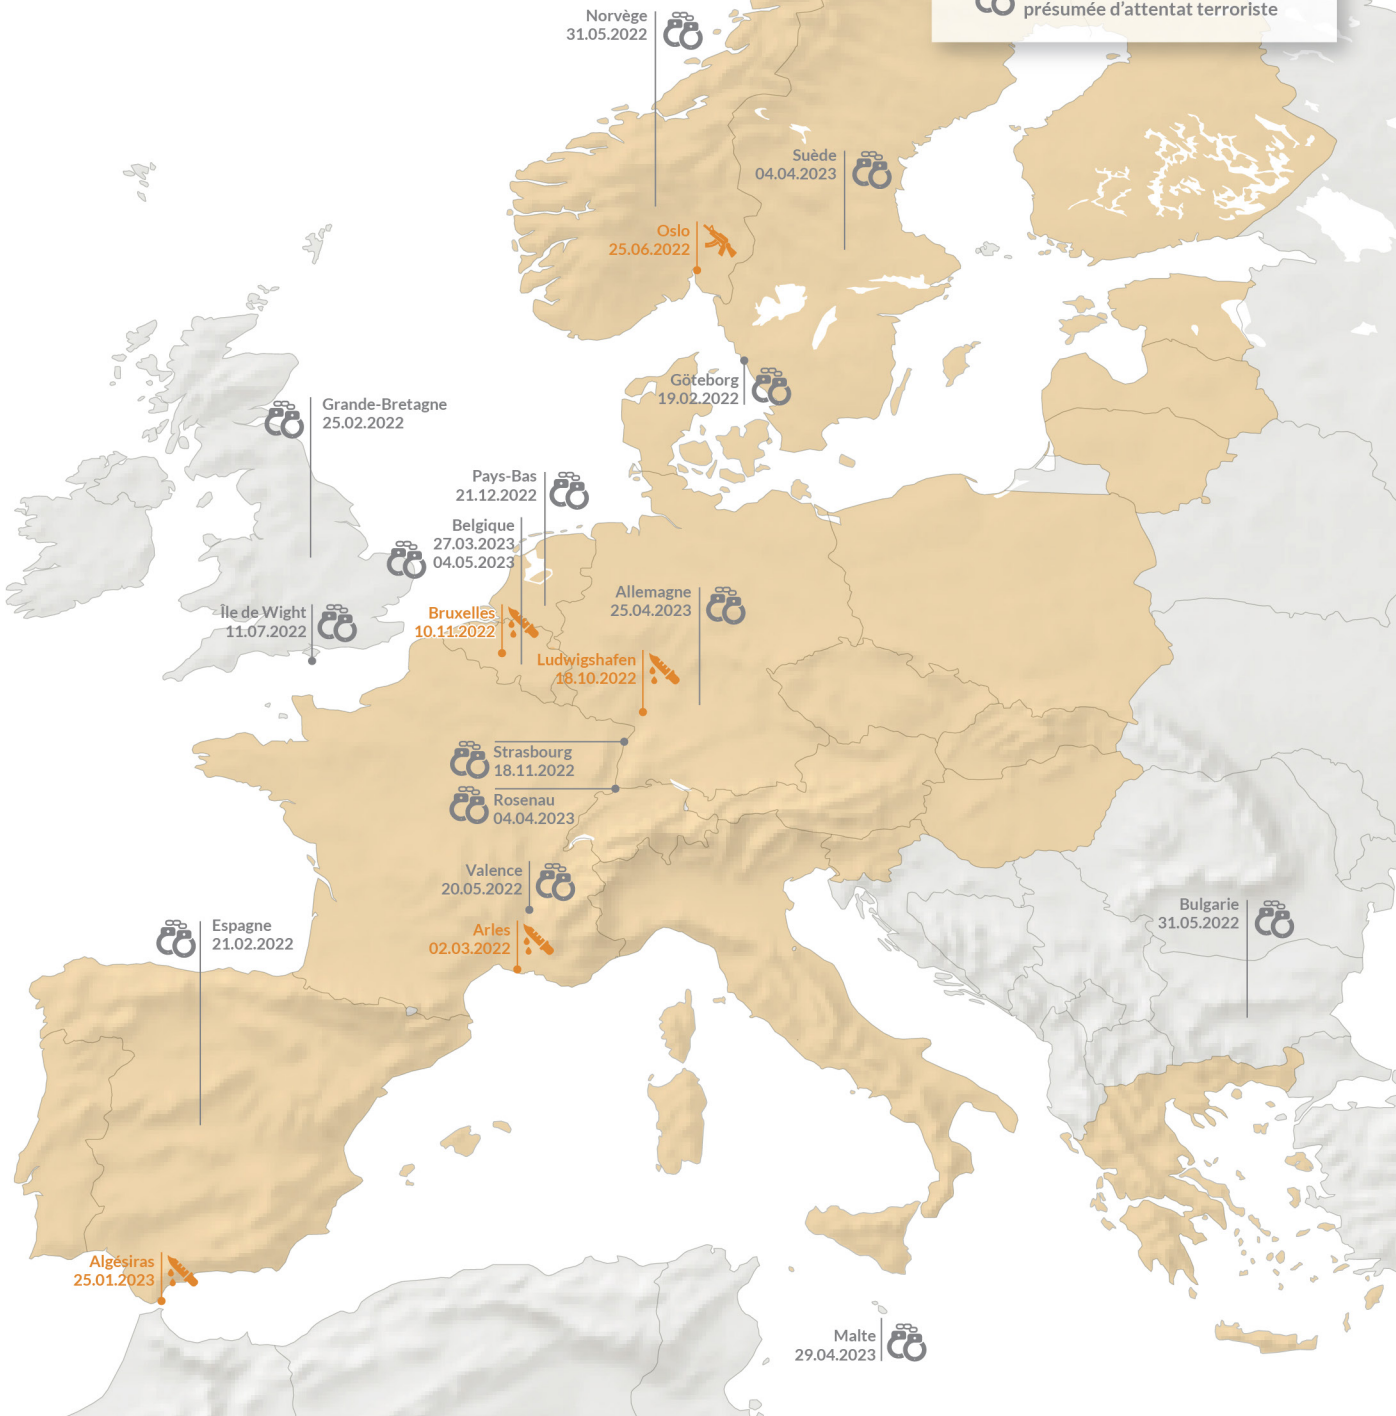 présumée d'attentat terroriste
Norvège
31.05.2022
Suède
04.04.2023
Oslo
25.06.2022
Göteborg
19.02.2022
Grande-Bretagne
25.02.2022
Pays-Bas
21.12.2022
Belgique
27.03.2023
04.05.2023
Allemagne
25.04.2023
Île de Wight
11.07.2022
Bruxelles
10.11.2022
Ludwigshafen
18.10.2022
Strasbourg
18.11.2022
Rosenau
04.04.2023
Valence
20.05.2022
Arles
02.03.2022
Espagne
21.02.2022
Bulgarie
31.05.2022
Algésiras
25.01.2023
Malte
29.04.2023